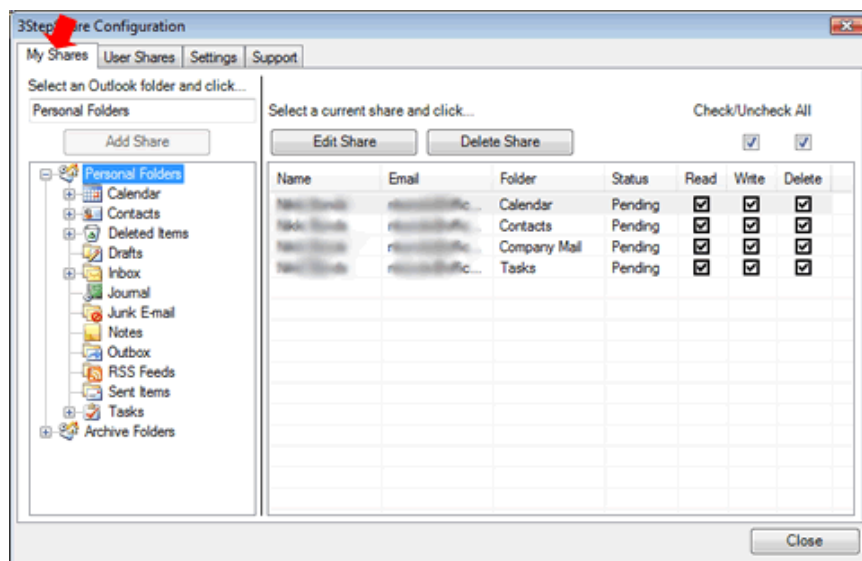 3Step are Configuration
My Shares User Shares Settings Support
Select an Outlook folder and click...
Personal Folders
Add Share
Personal Folders
Calendar
Contacts
Deleted Items
Drafts
Inbox
Journal
Junk E-mail
Notes
Outbox
RSS Feeds
Sent Items
Tasks
Archive Folders
Select a current share and click...
Check/Uncheck All
Edit Share Delete Share
Name Email Folder Status Read Write Delete
Calendar Pending
Contacts Pending
Company Mail Pending
Tasks Pending
Close